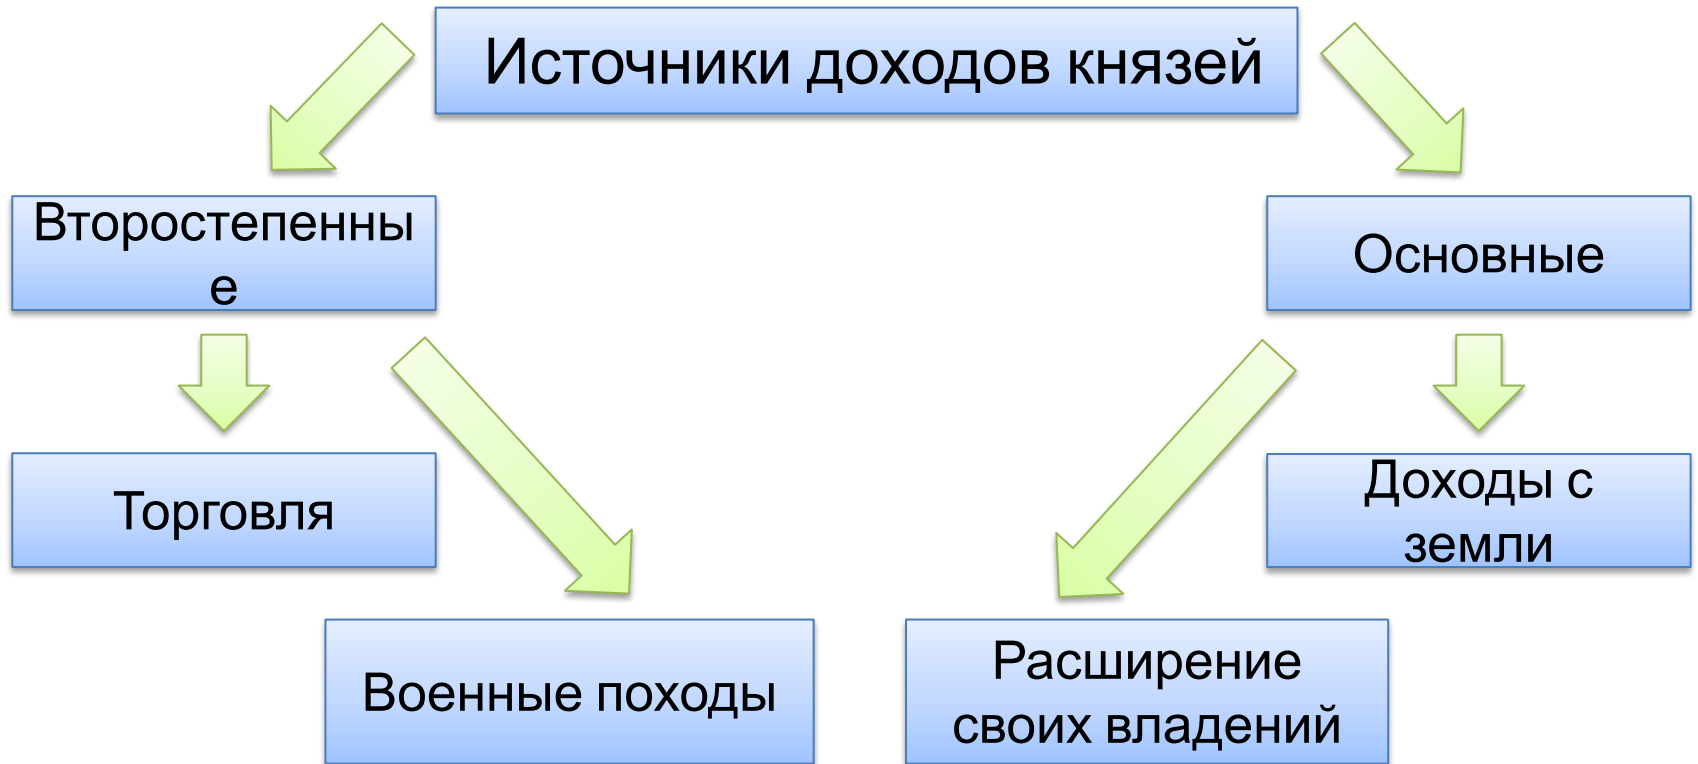 Источники доходов князей
Второстепенны
е
Основные
Торговля
Доходы с
земли
Военные походы
Расширение
своих владений